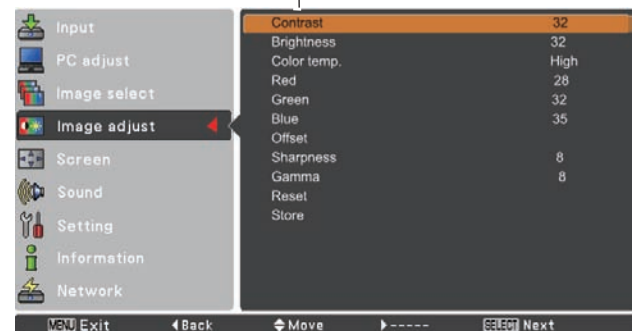 Input
PC adjust
Image select
Image adjust
Screen
Sound
Setting
Information
Network
Contrast 32
Brightness 32
Color temp. High
Red 28
Green 32
Blue 35
Offset
Sharpness 8
Gamma 8
Reset
Store
MENU Exit Back Move ----- SELECT Next